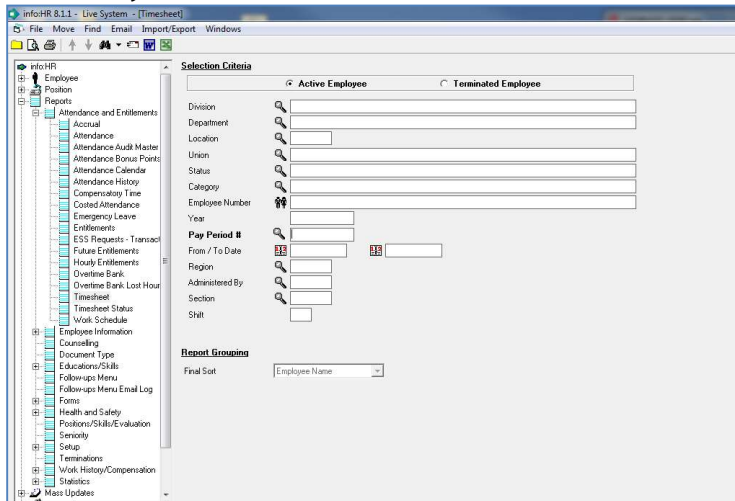 info:HR 8.1.1 - Live System - [Timesheet]
File Move Find Email Import/Export Windows
info:HR
Employee
Position
Reports
Attendance and Entitlements
Accrual
Attendance
Attendance Audit Master
Attendance Bonus Points
Attendance Calendar
Attendance History
Compensatory Time
Costed Attendance
Emergency Leave
Entitlements
ESS Requests - Transact
Future Entitlements
Hourly Entitlements
Overtime Bank
Overtime Bank Lost Hour
Timesheet
Timesheet Status
Work Schedule
Employee Information
Counselling
Document Type
Educations/Skills
Follow-ups Menu
Follow-ups Menu Email Log
Forms
Health and Safety
Positions/Skills/Evaluation
Seniority
Setup
Terminations
Work History/Compensation
Statistics
Mass Updates
Selection Criteria
Active Employee Terminated Employee
Division
Department
Location
Union
Status
Category
Employee Number
Year
Pay Period #
From / To Date
Region
Administered By
Section
Shift
Report Grouping
Final Sort Employee Name